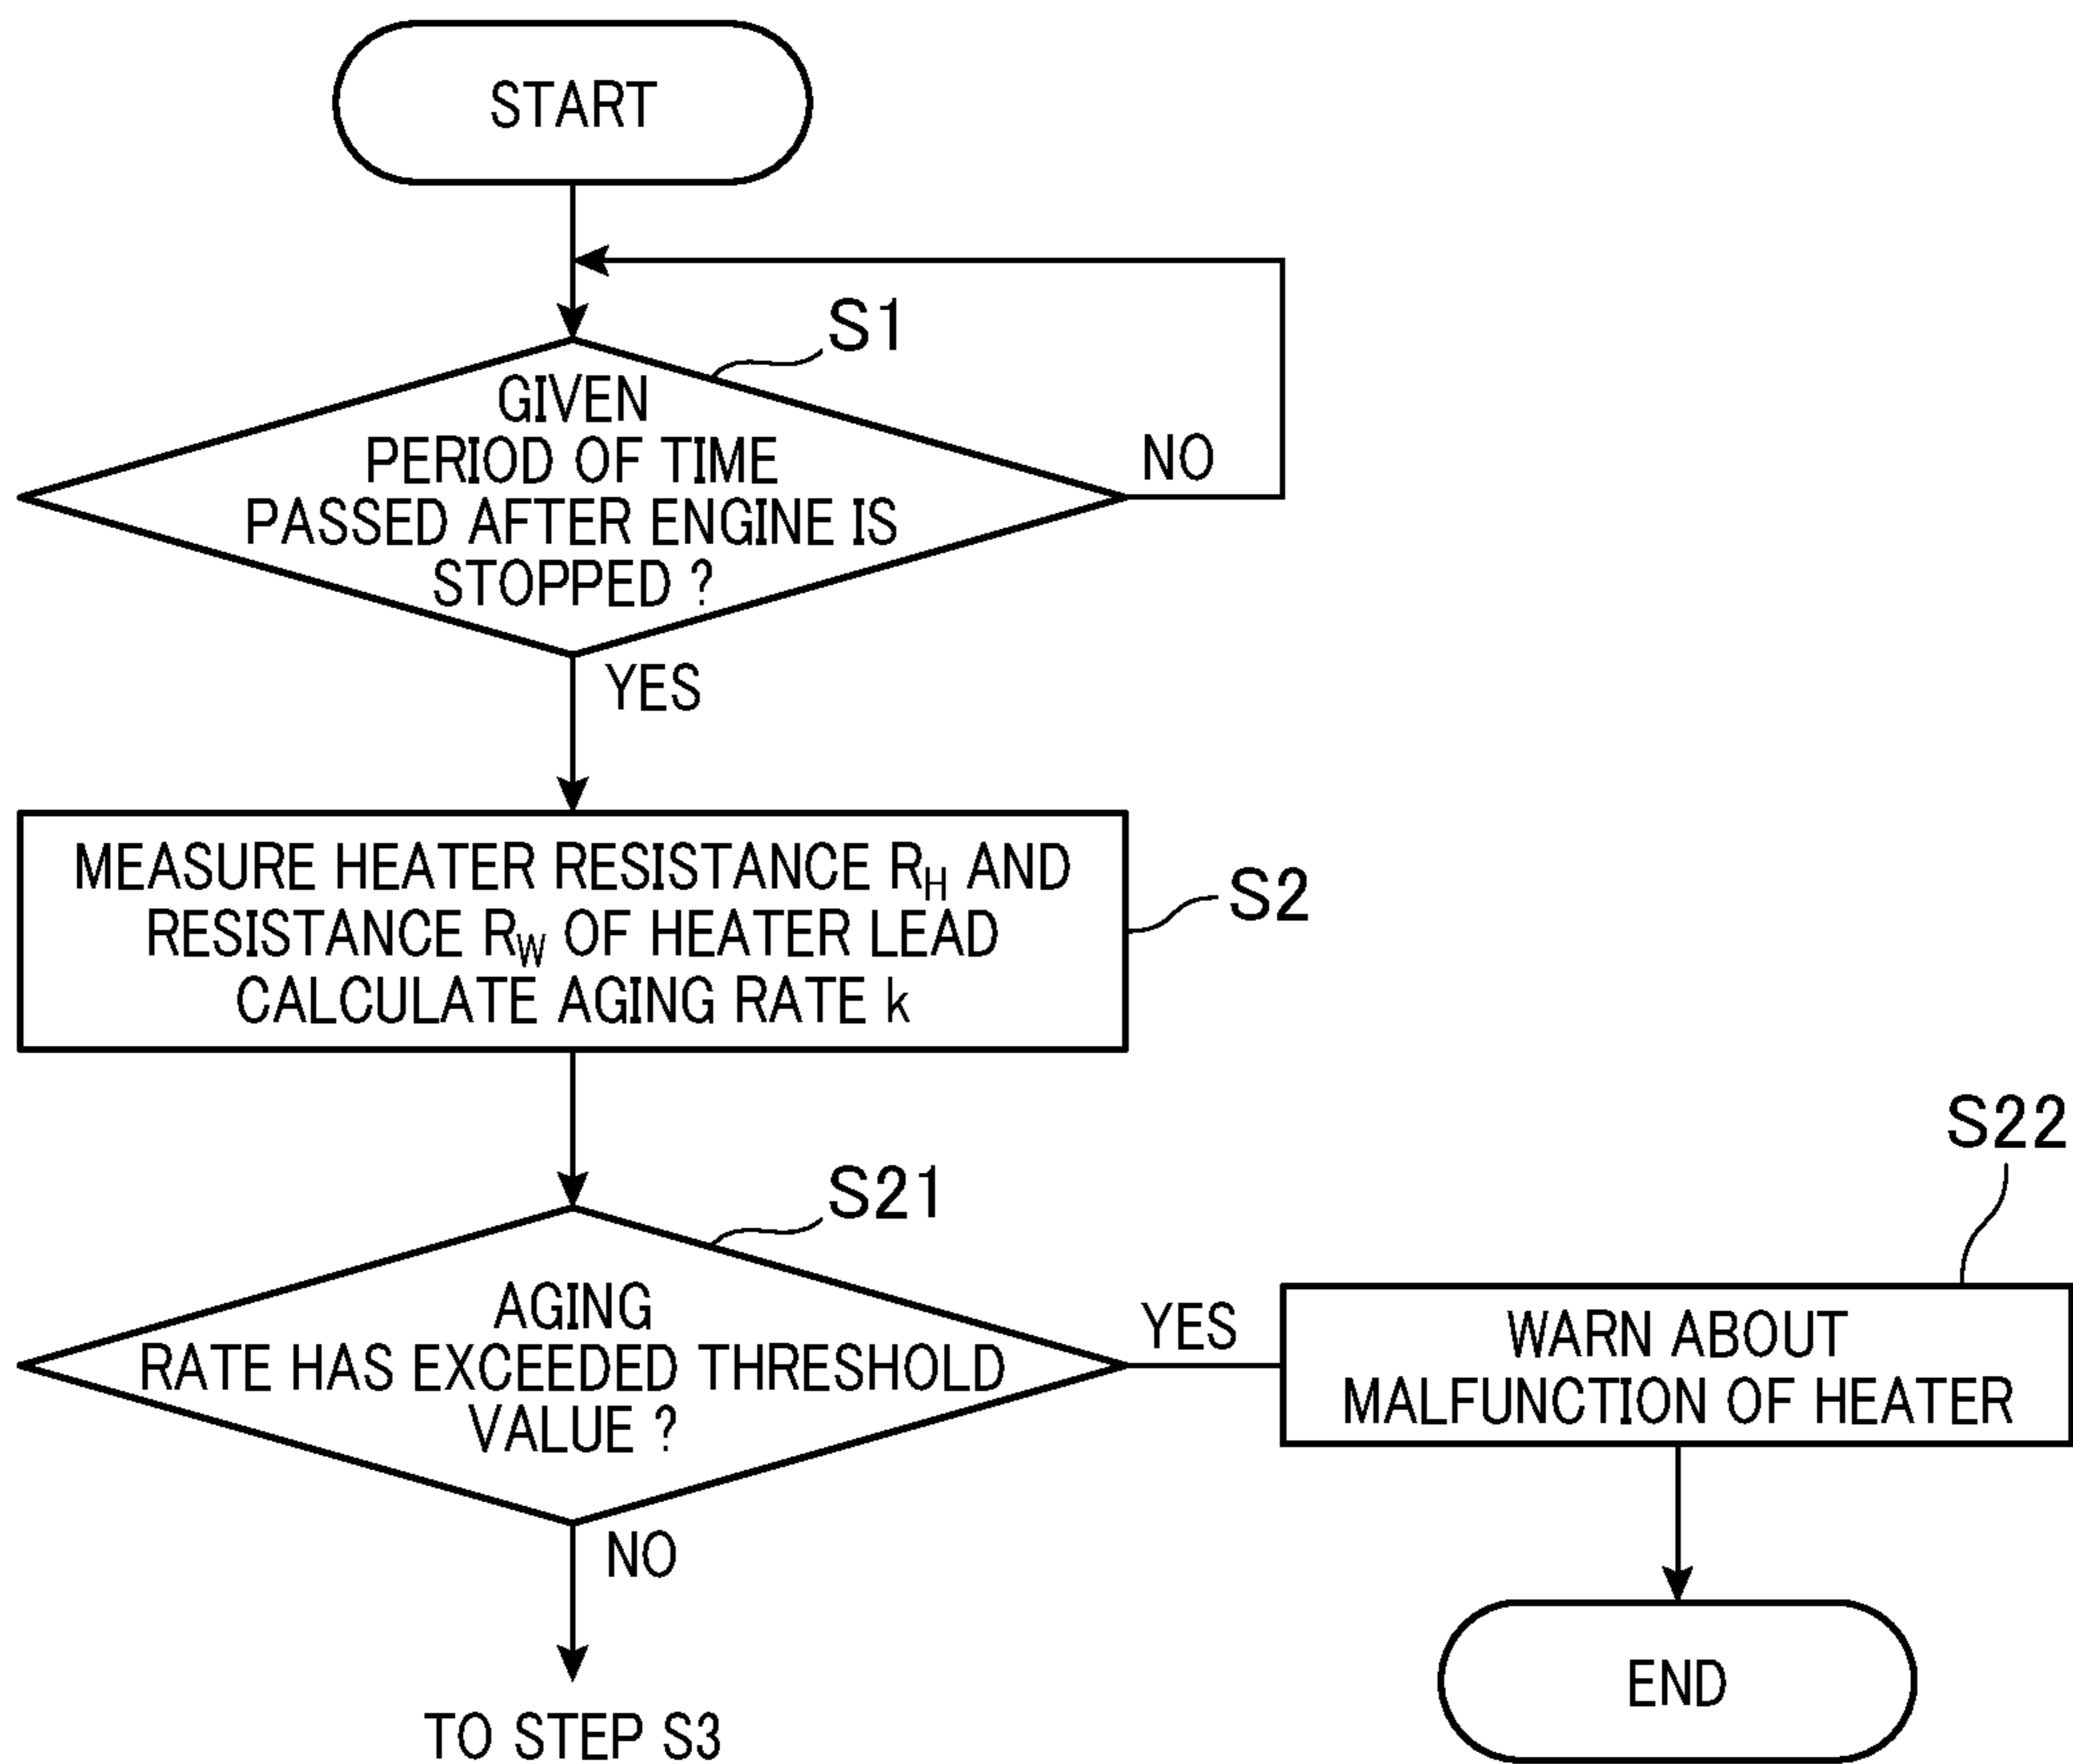 START
S1
GIVEN
PERIOD OF TIME
PASSED AFTER ENGINE IS
STOPPED ?
NO
YES
MEASURE HEATER RESISTANCE R_H AND
RESISTANCE R_W OF HEATER LEAD
CALCULATE AGING RATE k
S2
S21
AGING
RATE HAS EXCEEDED THRESHOLD
VALUE ?
YES
S22
WARN ABOUT
MALFUNCTION OF HEATER
NO
TO STEP S3
END